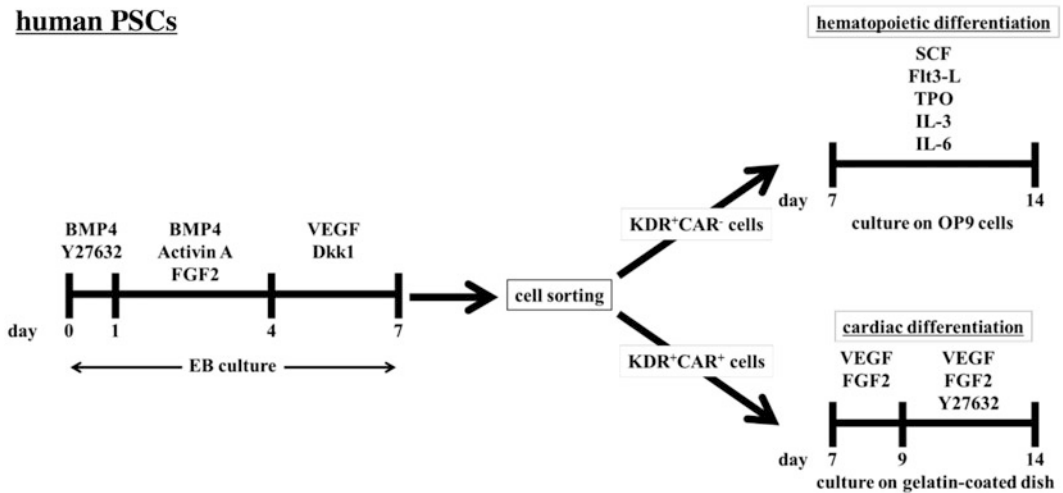 human PSCs
BMP4
Y27632
BMP4
Activin A
FGF2
VEGF
Dkk1
day
0
1
4
7
EB culture
cell sorting
KDR⁺CAR⁻ cells
KDR⁺CAR⁺ cells
hematopoietic differentiation
SCF
Flt3-L
TPO
IL-3
IL-6
day
7
14
culture on OP9 cells
cardiac differentiation
VEGF
FGF2
VEGF
FGF2
Y27632
day
7
9
14
culture on gelatin-coated dish